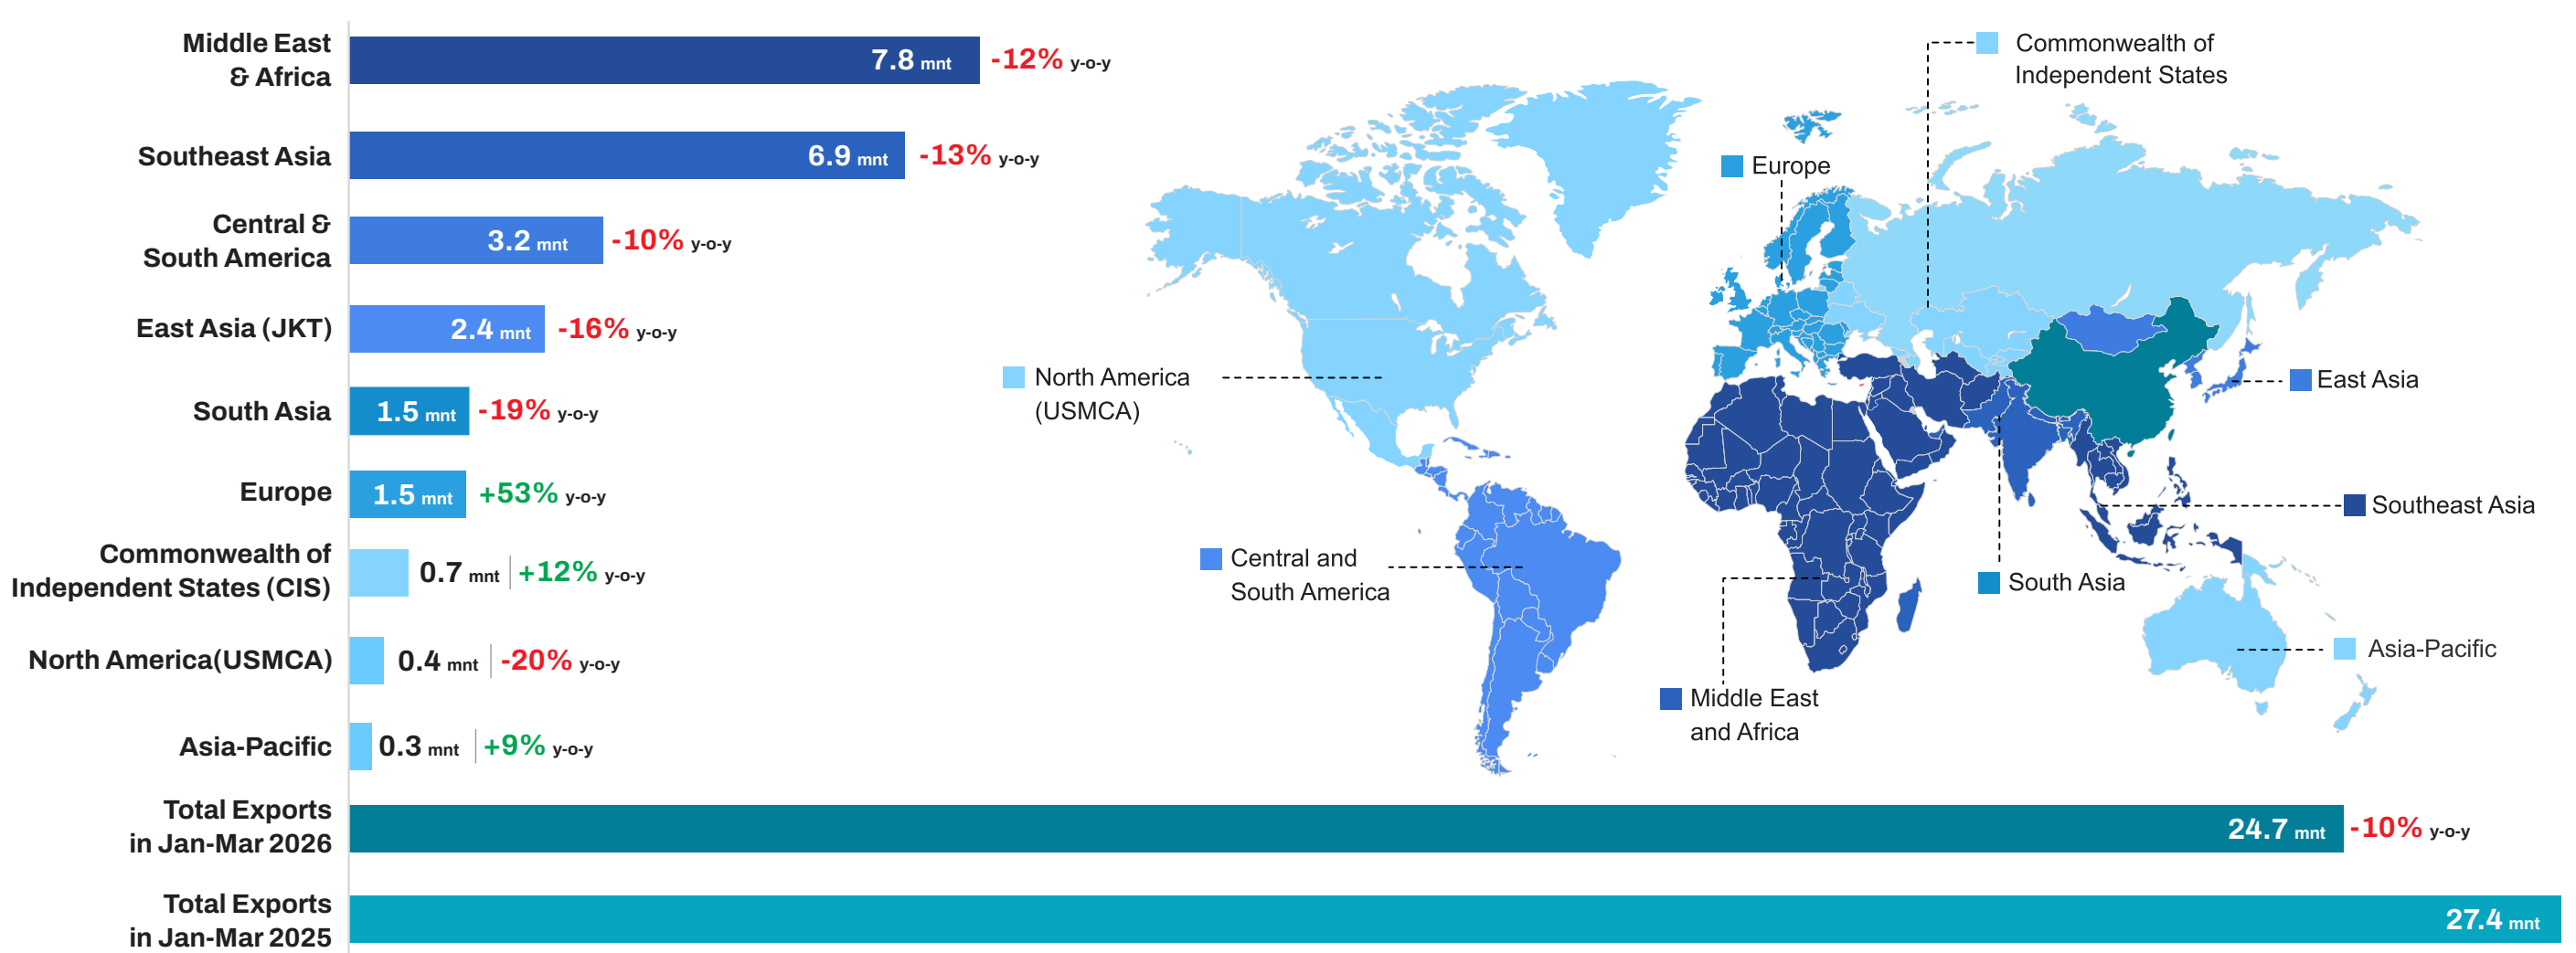 Middle East
& Africa
7.8 mnt
-12% y-o-y
Southeast Asia
6.9 mnt
-13% y-o-y
Central &
South America
3.2 mnt
-10% y-o-y
East Asia (JKT)
2.4 mnt
-16% y-o-y
South Asia
1.5 mnt
-19% y-o-y
Europe
1.5 mnt
+53% y-o-y
Commonwealth of
Independent States (CIS)
0.7 mnt
+12% y-o-y
North America(USMCA)
0.4 mnt
-20% y-o-y
Asia-Pacific
0.3 mnt
+9% y-o-y
Total Exports
in Jan-Mar 2026
24.7 mnt
-10% y-o-y
Total Exports
in Jan-Mar 2025
27.4 mnt
Commonwealth of
Independent States
Europe
North America
(USMCA)
East Asia
Southeast Asia
Central and
South America
South Asia
Asia-Pacific
Middle East
and Africa